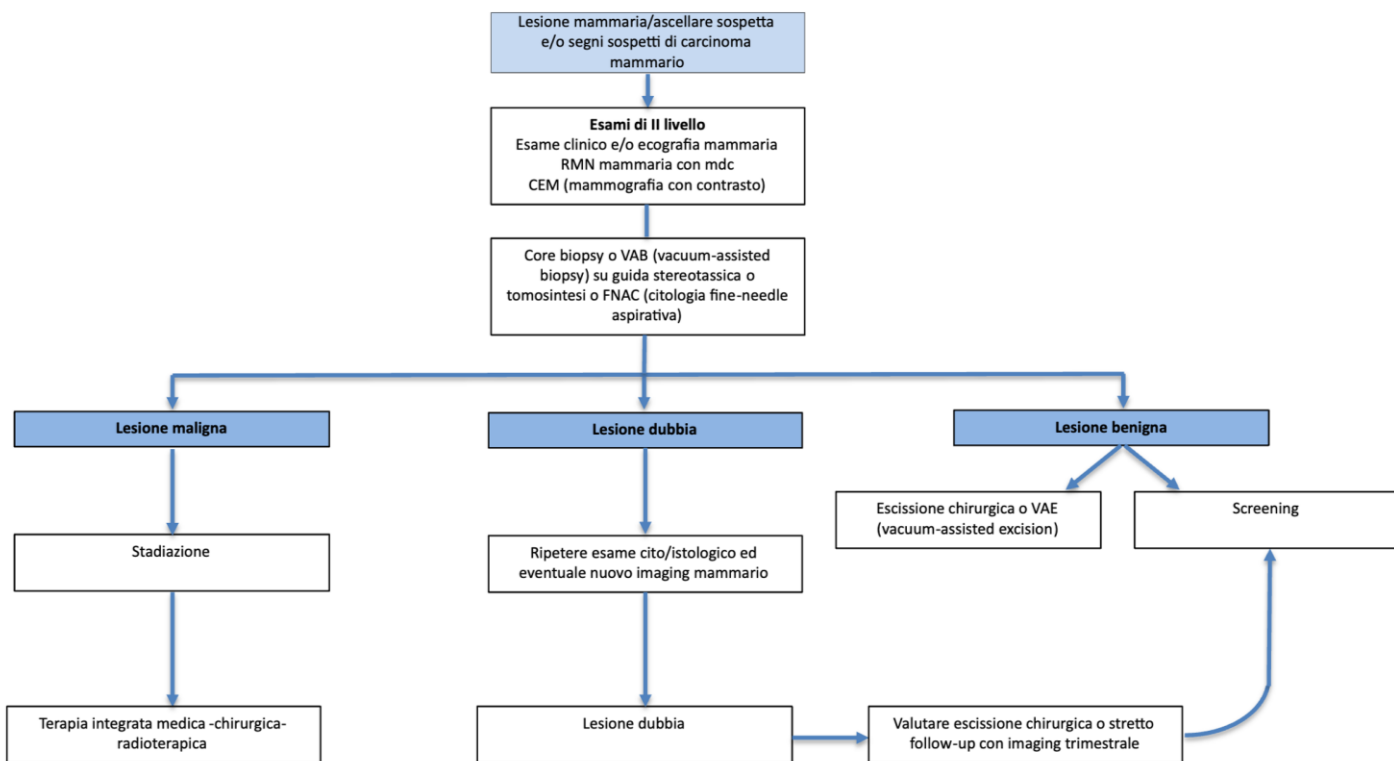 Lesione mammaria/ascellare sospetta
e/o segni sospetti di carcinoma
mammario
Esami di II livello
Esame clinico e/o ecografia mammaria
RMN mammaria con mdc
CEM (mammografia con contrasto)
Core biopsy o VAB (vacuum-assisted
biopsy) su guida stereotassica o
tomosintesi o FNAC (citologia fine-needle
aspirativa)
Lesione maligna
Lesione dubbia
Lesione benigna
Escissione chirurgica o VAE
(vacuum-assisted excision)
Screening
Stadiazione
Ripetere esame cito/istologico ed
eventuale nuovo imaging mammario
Terapia integrata medica -chirurgica-
radioterapica
Lesione dubbia
Valutare escissione chirurgica o stretto
follow-up con imaging trimestrale